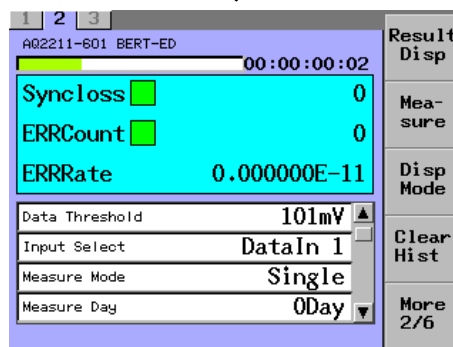 1 2 3
AQ2211-601 BERT-ED
00:00:00:02
Syncloss 0
ERRCount 0
ERRRate 0.000000E-11
Data Threshold 101mV
Input Select DataIn 1
Measure Mode Single
Measure Day 0Day
Result
Disp
Mea-
sure
Disp
Mode
Clear
Hist
More
2/6